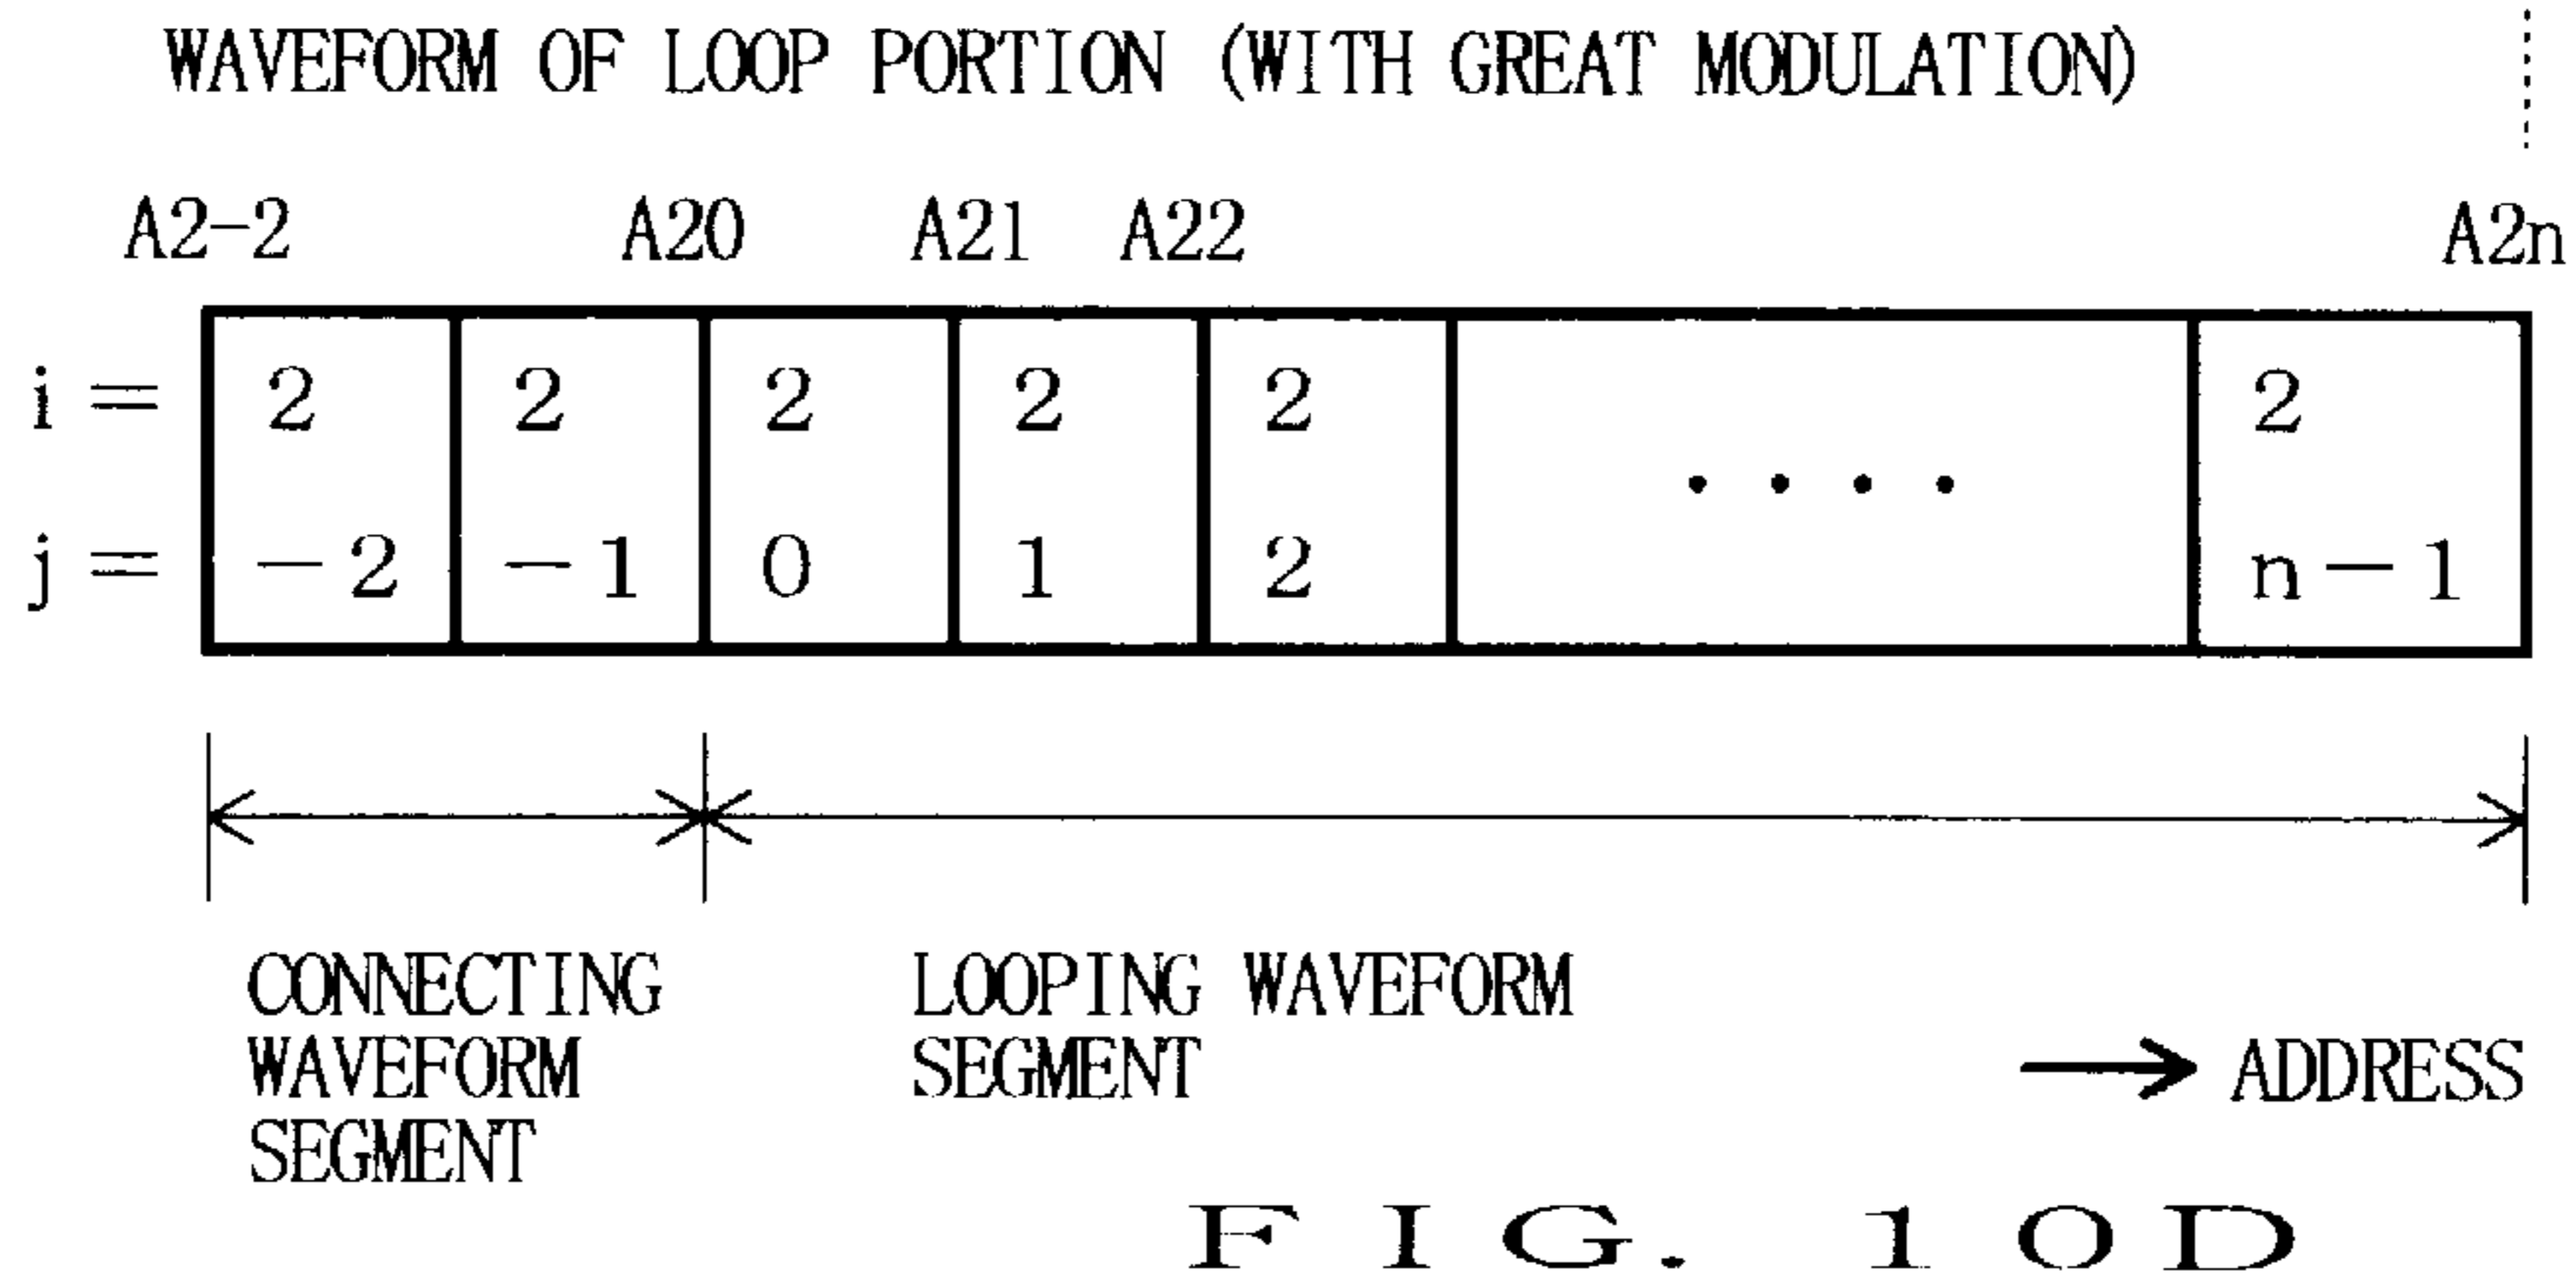 WAVEFORM OF LOOP PORTION (WITH GREAT MODULATION)
A2-2 A20 A21 A22 A2n
i = 2 2 2 2 2 2
· · · ·
j = -2 -1 0 1 2 n-1
CONNECTING
WAVEFORM
SEGMENT
LOOPING WAVEFORM
SEGMENT
→ ADDRESS
FIG. 10D